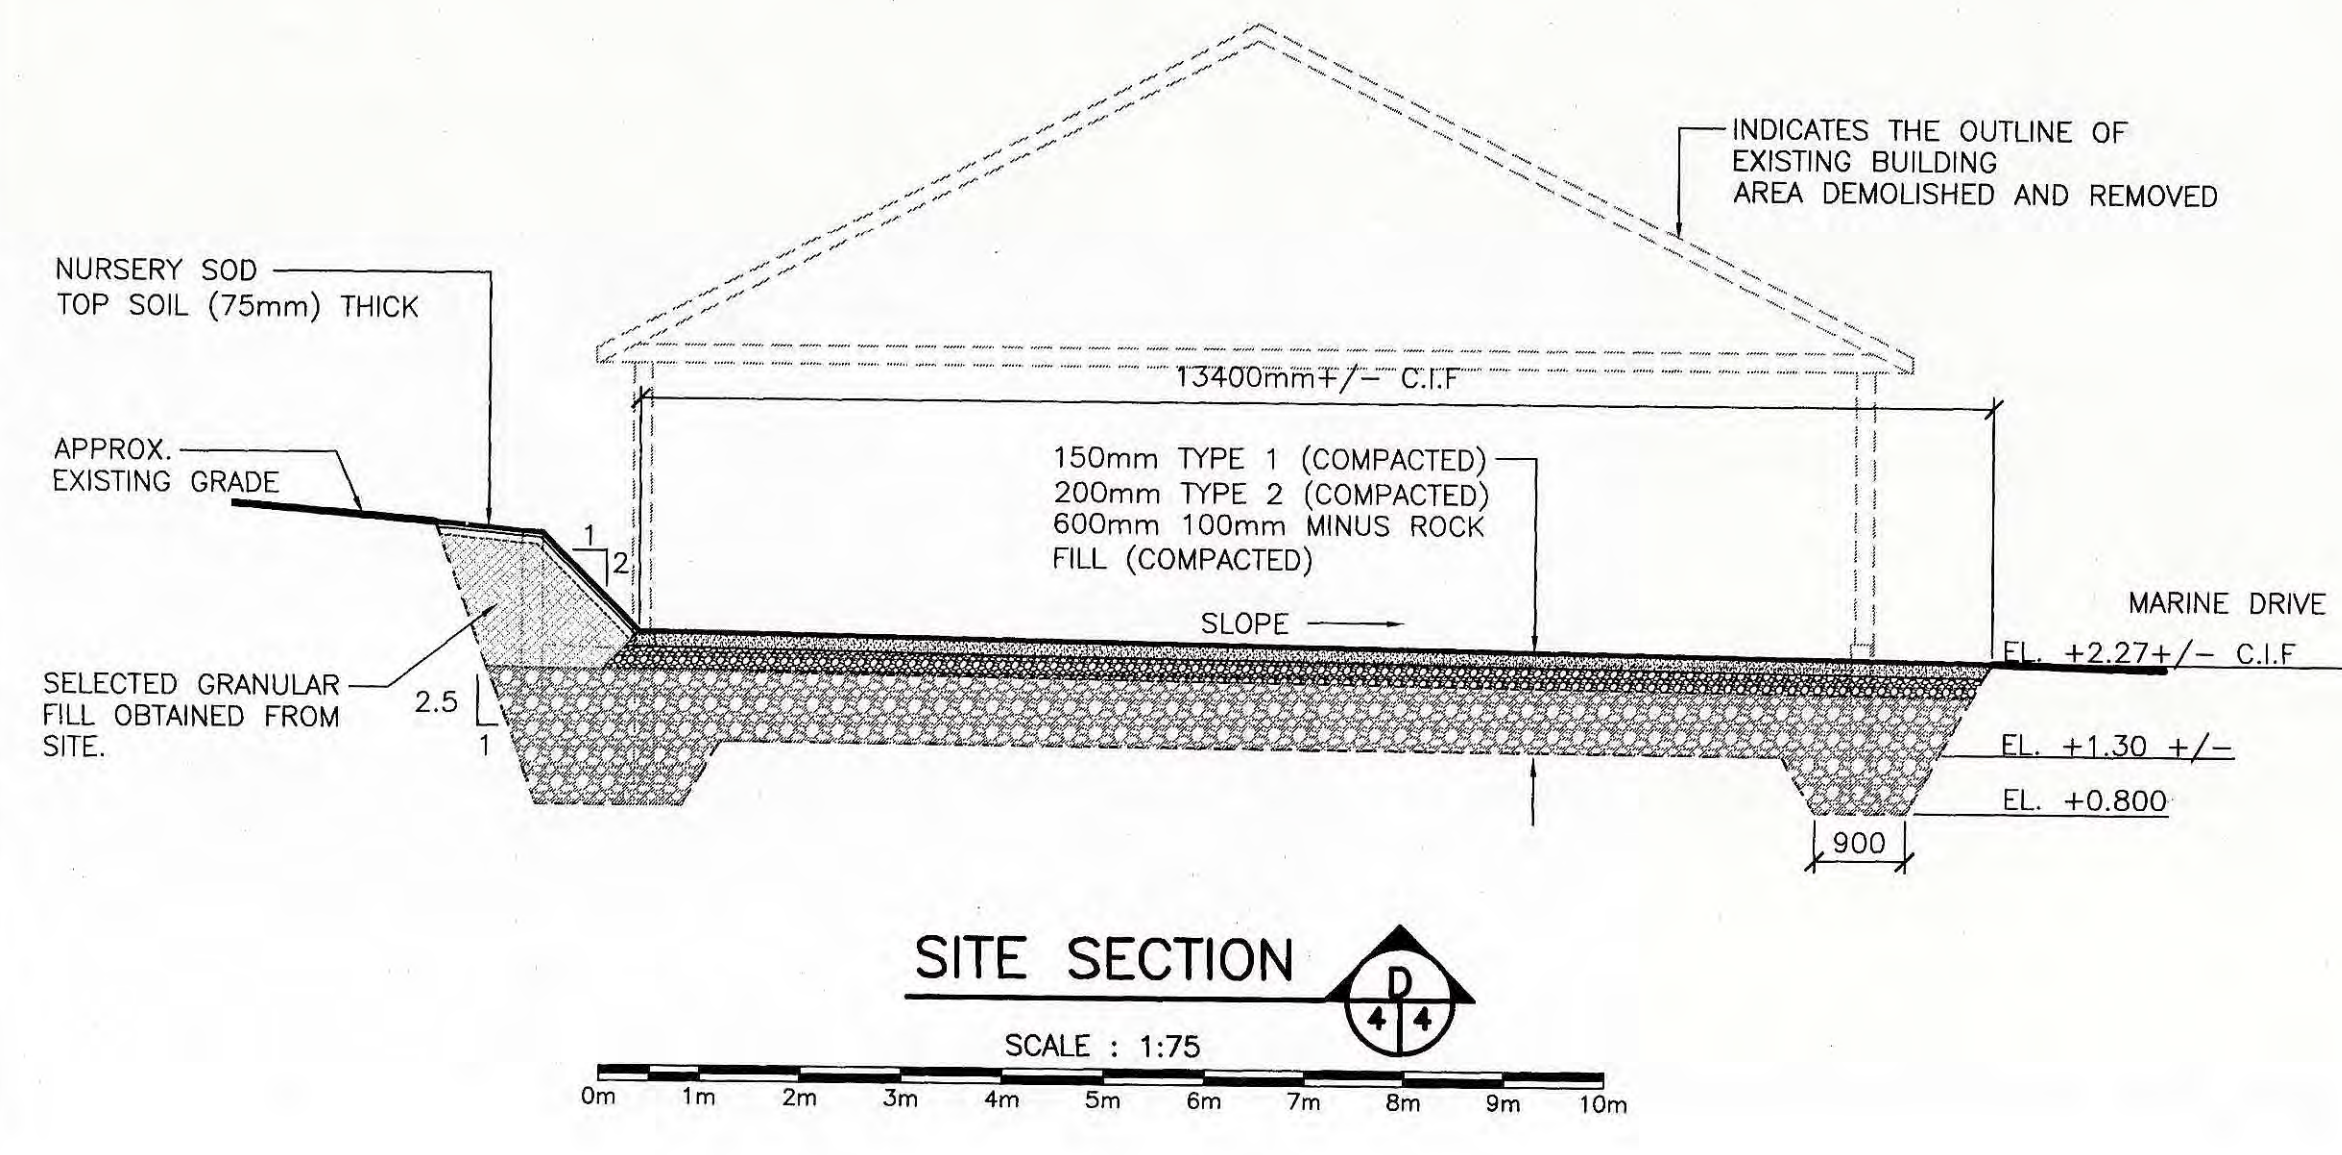 INDICATES THE OUTLINE OF
EXISTING BUILDING
AREA DEMOLISHED AND REMOVED
NURSERY SOD
TOP SOIL (75mm) THICK
13400mm+/- C.I.F
APPROX.
EXISTING GRADE
150mm TYPE 1 (COMPACTED)
200mm TYPE 2 (COMPACTED)
600mm 100mm MINUS ROCK
FILL (COMPACTED)
1
2
SLOPE
MARINE DRIVE
EL. +2.27+/- C.I.F
SELECTED GRANULAR
FILL OBTAINED FROM
SITE.
2.5
1
EL. +1.30 +/-
EL. +0.800
900
SITE SECTION
D
4 4
SCALE : 1:75
0m 1m 2m 3m 4m 5m 6m 7m 8m 9m 10m